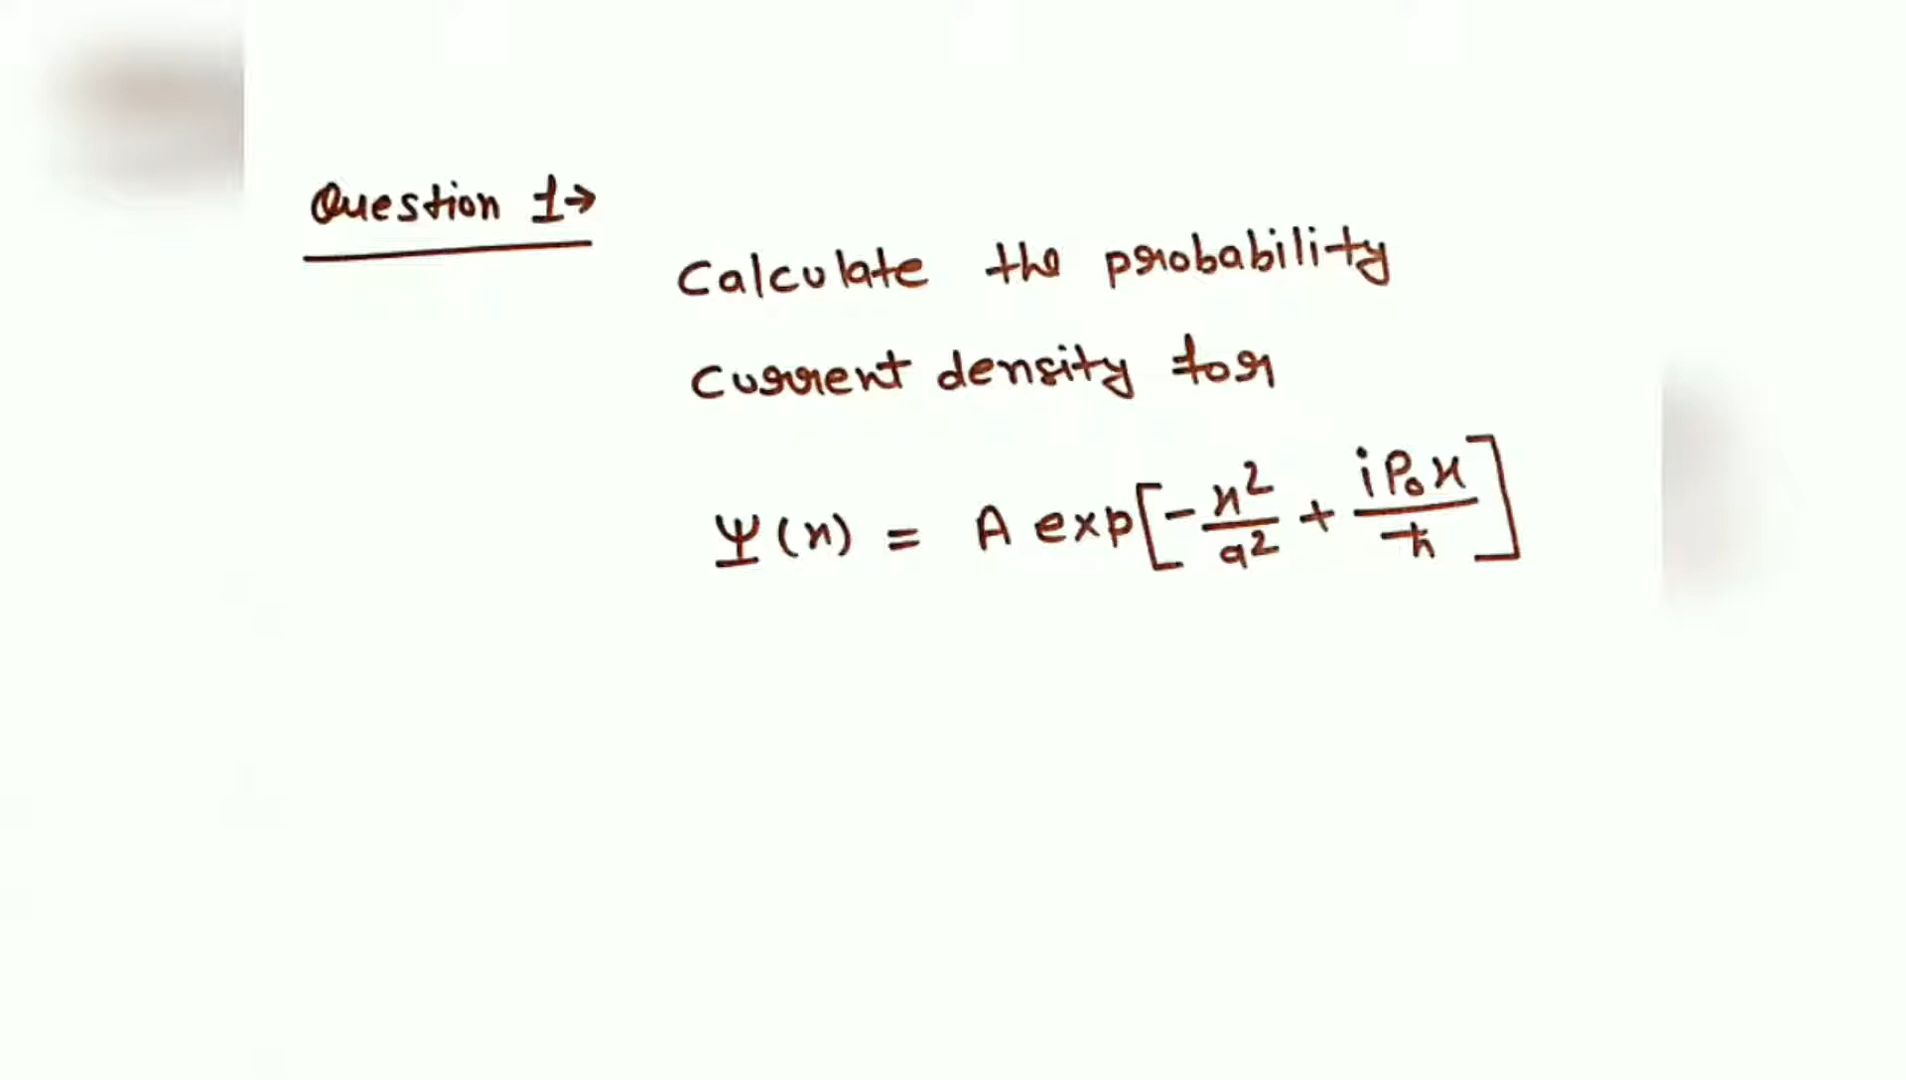 Question 1→
Calculate the probability
current density for
Ψ(x) = A exp[-x²/a² + iP₀x/ħ]